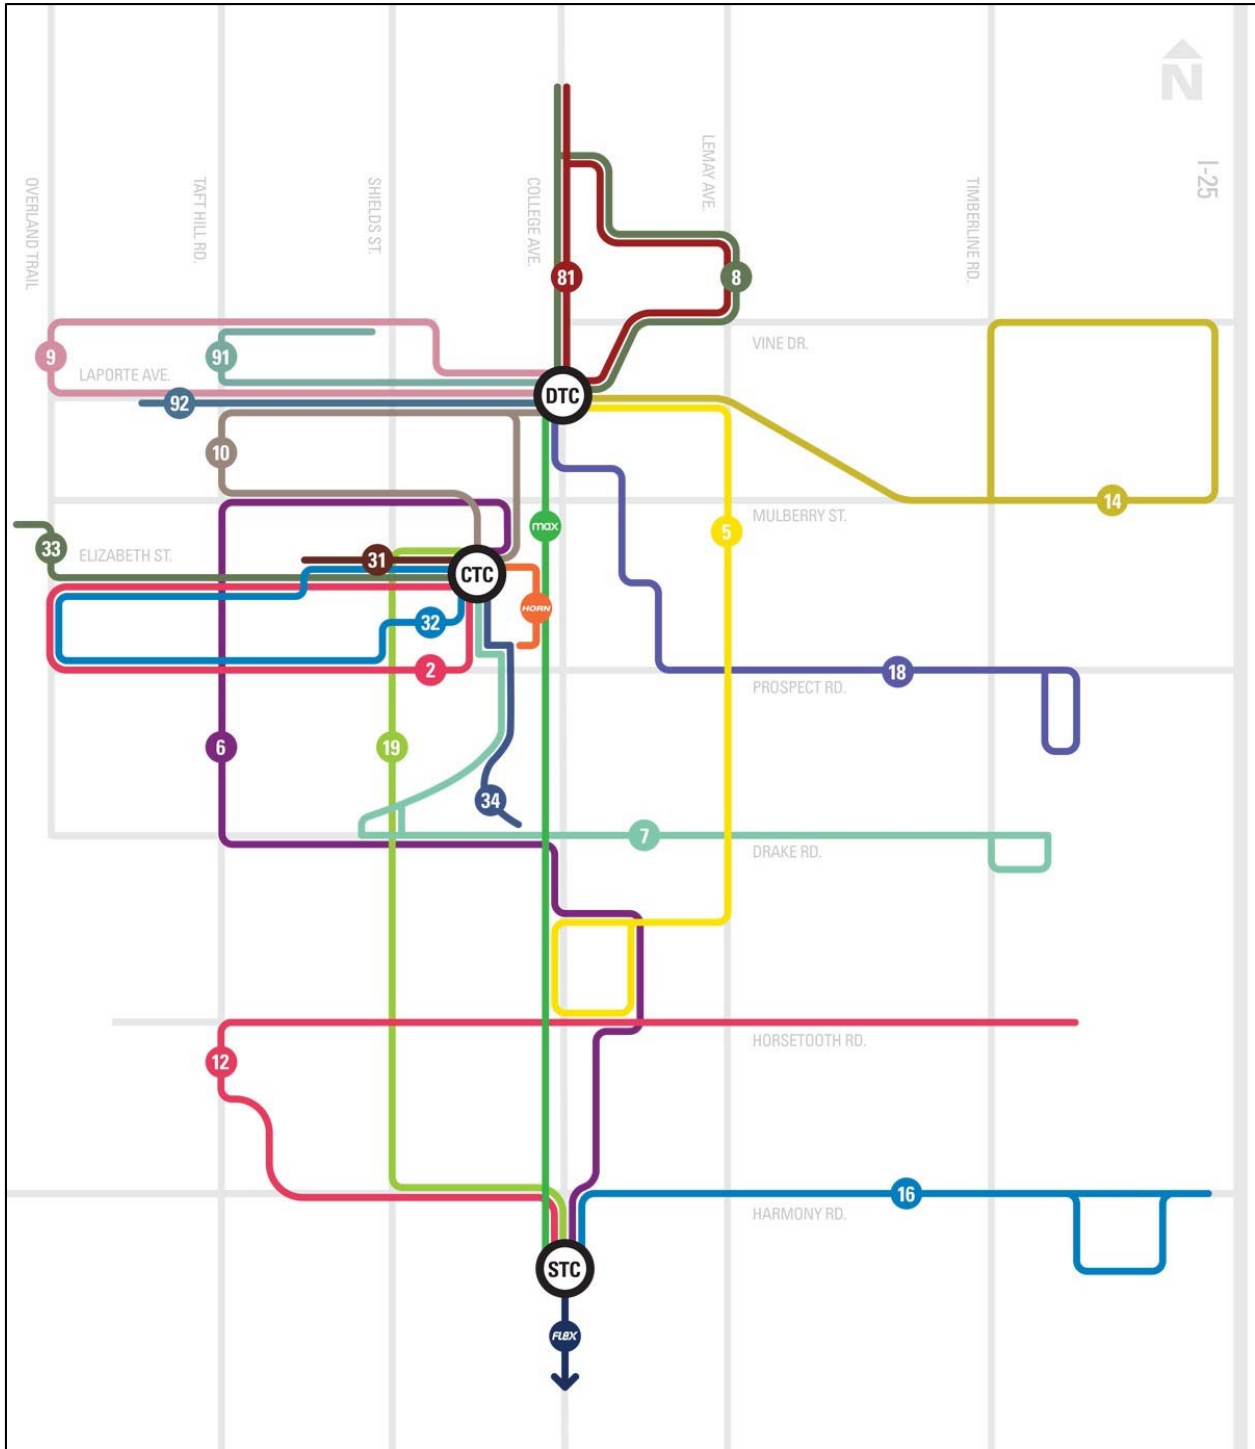 N
I-25
OVERLAND TRAIL
TAFT HILL RD.
SHIELDS ST.
COLLEGE AVE.
LEMAY AVE.
TIMBERLINE RD.
81
8
VINE DR.
9
91
LAPORTE AVE.
92
DTC
10
14
MULBERRY ST.
max
5
33
ELIZABETH ST.
31
CTC
HORN
32
2
18
PROSPECT RD.
6
19
34
7
DRAKE RD.
12
HORSETOOTH RD.
16
HARMONY RD.
STC
FLEX